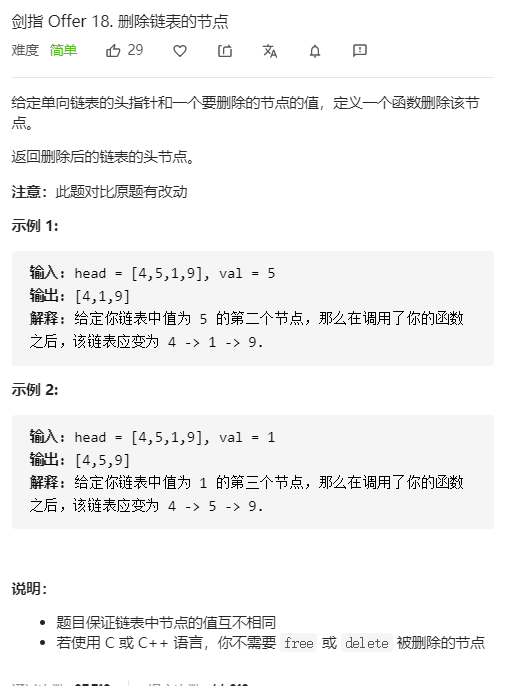 剑指 Offer 18. 删除链表的节点
难度 简单 29
给定单向链表的头指针和一个要删除的节点的值，定义一个函数删除该节
点。
返回删除后的链表的头节点。
注意：此题对比原题有改动
示例 1:
输入: head = [4,5,1,9], val = 5
输出: [4,1,9]
解释: 给定你链表中值为 5 的第二个节点，那么在调用了你的函数
之后，该链表应变为 4 -> 1 -> 9.
示例 2:
输入: head = [4,5,1,9], val = 1
输出: [4,5,9]
解释: 给定你链表中值为 1 的第三个节点，那么在调用了你的函数
之后，该链表应变为 4 -> 5 -> 9.
说明：
• 题目保证链表中节点的值互不相同
• 若使用 C 或 C++ 语言，你不需要 free 或 delete 被删除的节点